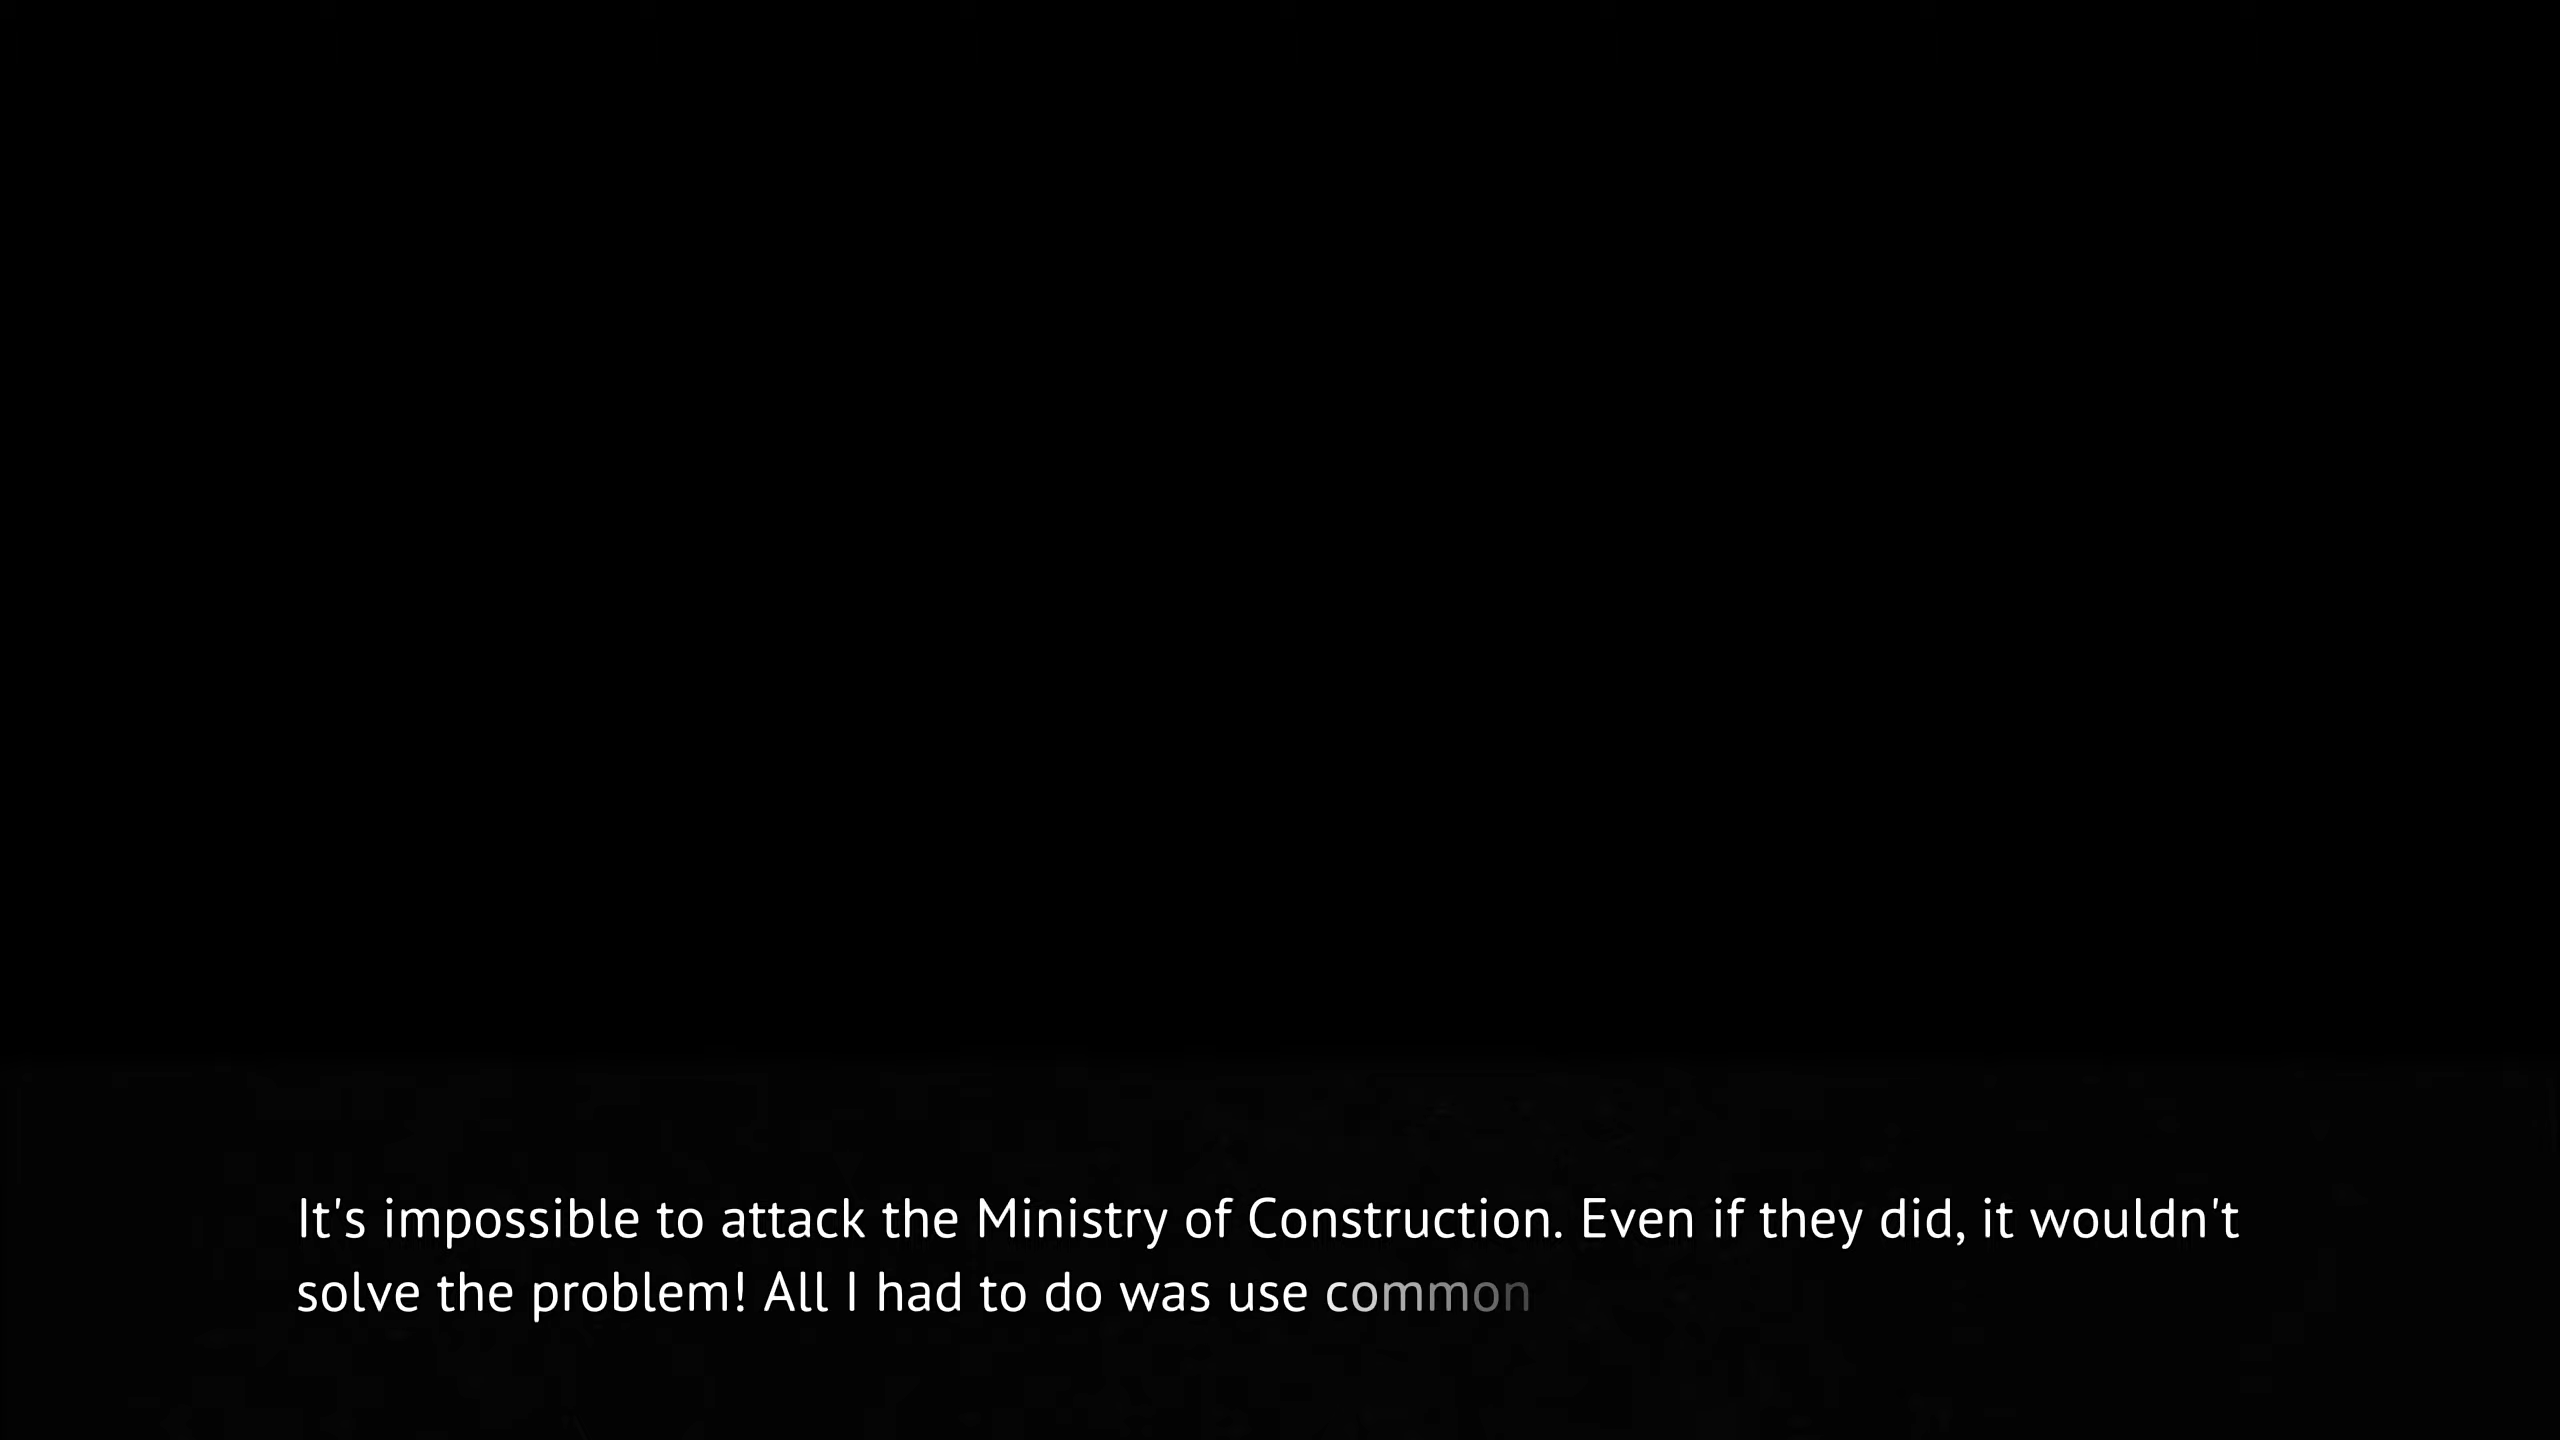 It's impossible to attack the Ministry of Construction. Even if they did, it wouldn't
solve the problem! All I had to do was use common